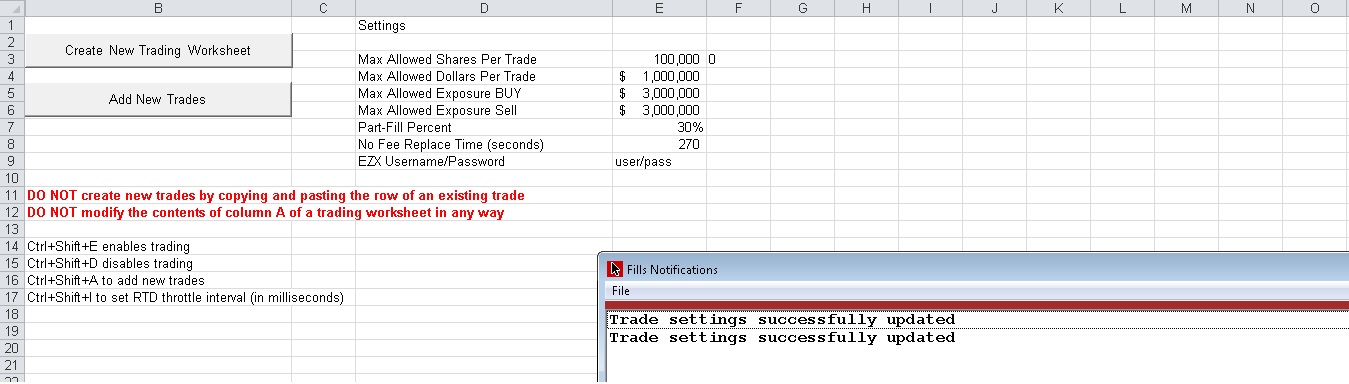 B C D E F G H I J K L M N O
1 Settings
2
Create New Trading Worksheet
3 Max Allowed Shares Per Trade 100,000 0
4 Max Allowed Dollars Per Trade $ 1,000,000
5 Add New Trades Max Allowed Exposure BUY $ 3,000,000
6 Max Allowed Exposure Sell $ 3,000,000
7 Part-Fill Percent 30%
8 No Fee Replace Time (seconds) 270
9 EZX Username/Password user/pass
10
11 DO NOT create new trades by copying and pasting the row of an existing trade
12 DO NOT modify the contents of column A of a trading worksheet in any way
13
14 Ctrl+Shift+E enables trading
15 Ctrl+Shift+D disables trading
16 Ctrl+Shift+A to add new trades
17 Ctrl+Shift+I to set RTD throttle interval (in milliseconds)
18
19
20
21
22
Fills Notifications
File
Trade settings successfully updated
Trade settings successfully updated